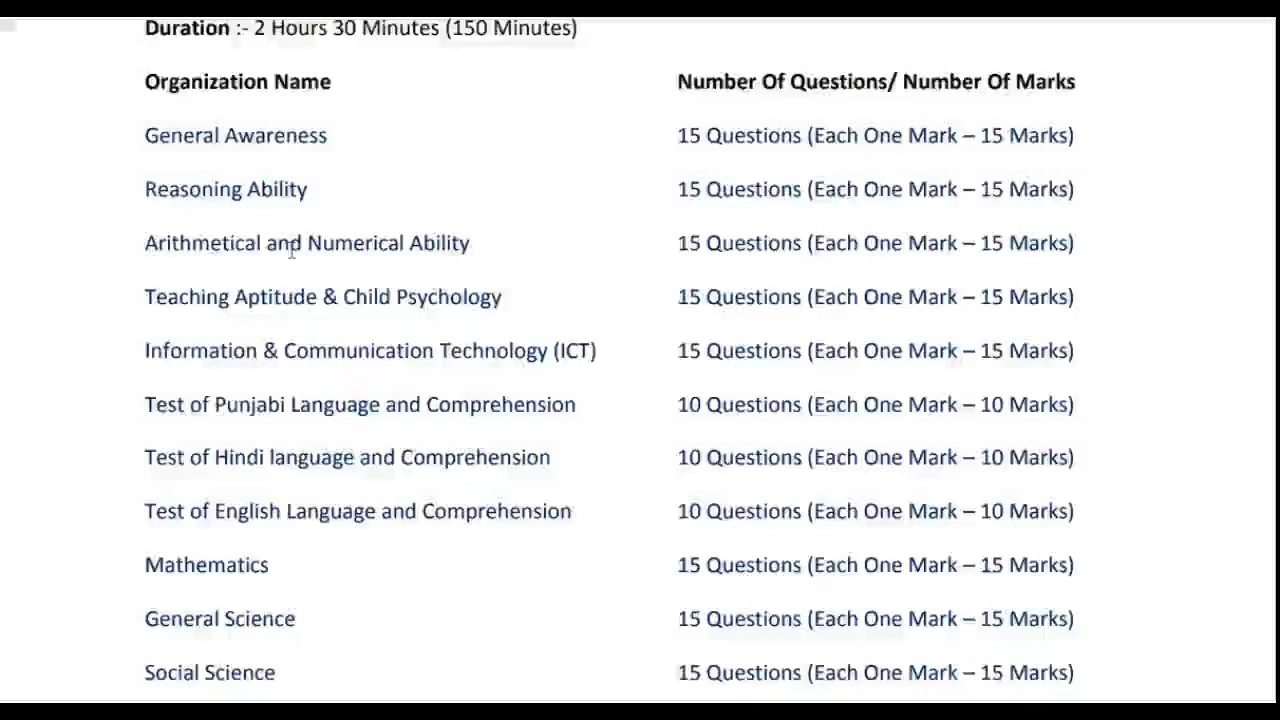 Duration :- 2 Hours 30 Minutes (150 Minutes)
Organization Name Number Of Questions/ Number Of Marks
General Awareness 15 Questions (Each One Mark – 15 Marks)
Reasoning Ability 15 Questions (Each One Mark – 15 Marks)
Arithmetical and Numerical Ability 15 Questions (Each One Mark – 15 Marks)
Teaching Aptitude & Child Psychology 15 Questions (Each One Mark – 15 Marks)
Information & Communication Technology (ICT) 15 Questions (Each One Mark – 15 Marks)
Test of Punjabi Language and Comprehension 10 Questions (Each One Mark – 10 Marks)
Test of Hindi language and Comprehension 10 Questions (Each One Mark – 10 Marks)
Test of English Language and Comprehension 10 Questions (Each One Mark – 10 Marks)
Mathematics 15 Questions (Each One Mark – 15 Marks)
General Science 15 Questions (Each One Mark – 15 Marks)
Social Science 15 Questions (Each One Mark – 15 Marks)